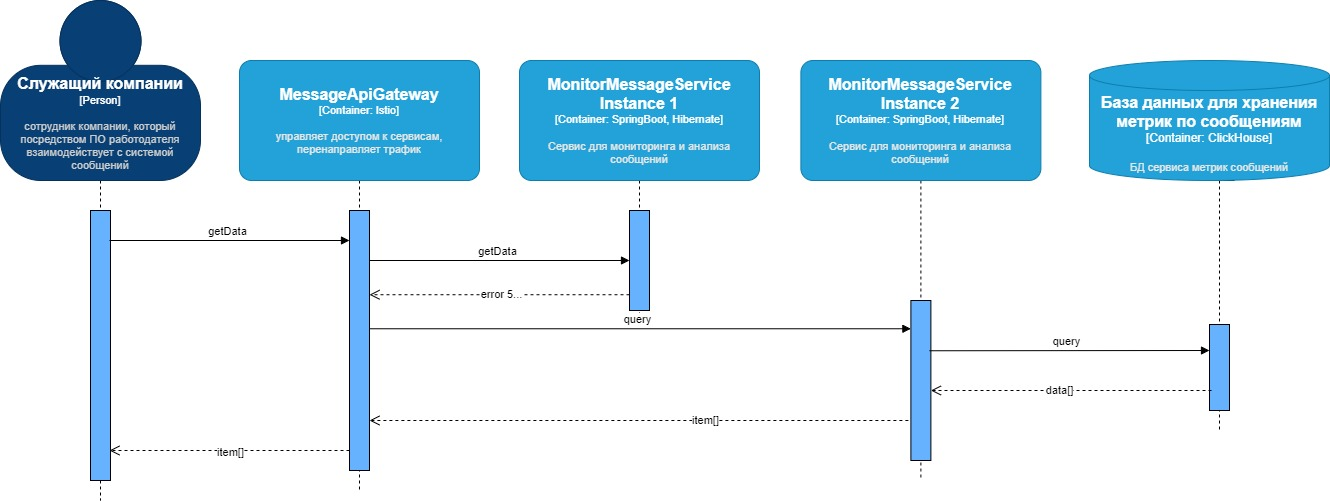 Служащий компании
[Person]
сотрудник компании, который
посредством ПО работодателя
взаимодействует с системой
сообщений
MessageApiGateway
[Container: Istio]
управляет доступом к сервисам,
перенаправляет трафик
MonitorMessageService
Instance 1
[Container: SpringBoot, Hibernate]
Сервис для мониторинга и анализа
сообщений
MonitorMessageService
Instance 2
[Container: SpringBoot, Hibernate]
Сервис для мониторинга и анализа
сообщений
База данных для хранения
метрик по сообщениям
[Container: ClickHouse]
БД сервиса метрик сообщений
getData
getData
error 5...
query
query
data[]
item[]
item[]